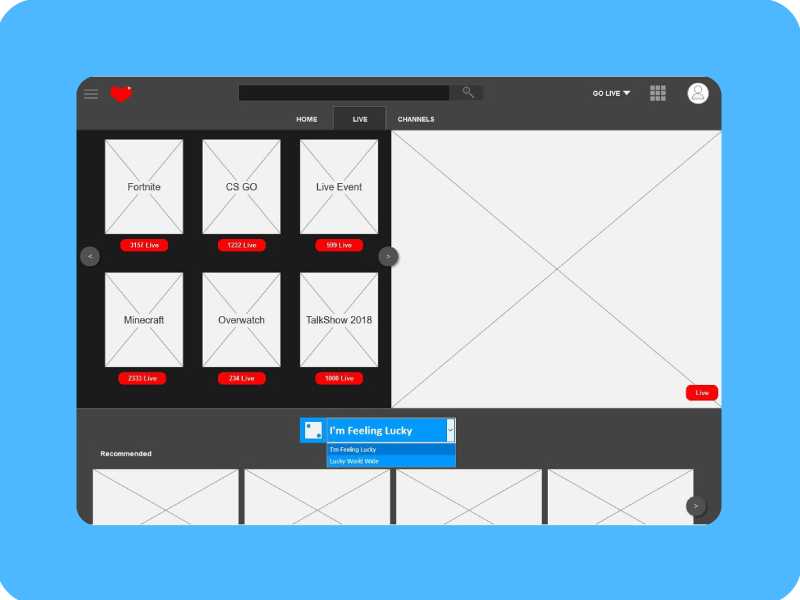 GO LIVE
HOME LIVE CHANNELS
Fortnite CS GO Live Event
3157 Live 1232 Live 599 Live
< >
Minecraft Overwatch TalkShow 2018
2333 Live 234 Live 1000 Live
Live
I'm Feeling Lucky
I'm Feeling Lucky
Lucky World Wide
Recommended
>